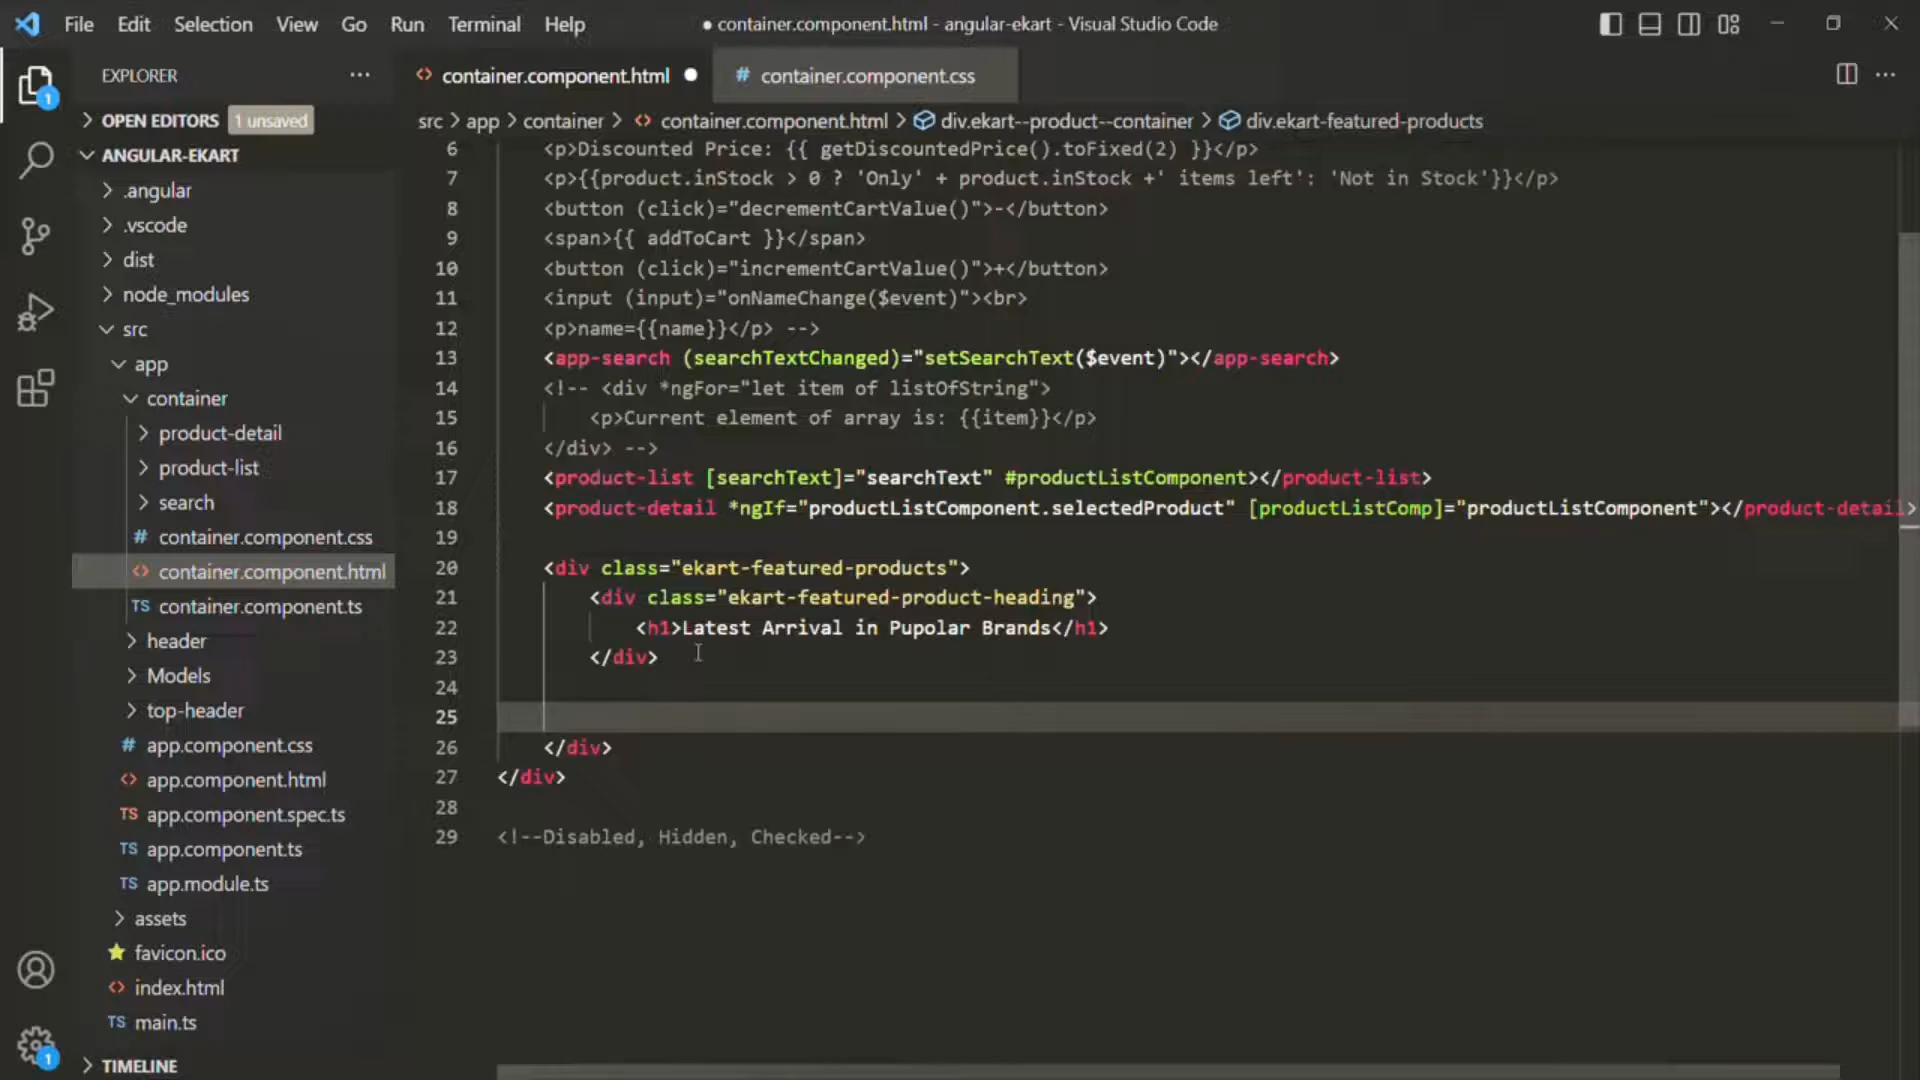 File Edit Selection View Go Run Terminal Help
● container.component.html - angular-ekart - Visual Studio Code
EXPLORER
OPEN EDITORS 1 unsaved
ANGULAR-EKART
.angular
.vscode
dist
node_modules
src
app
container
product-detail
product-list
search
# container.component.css
<> container.component.html
TS container.component.ts
header
Models
top-header
# app.component.css
<> app.component.html
TS app.component.spec.ts
TS app.component.ts
TS app.module.ts
assets
favicon.ico
<> index.html
TS main.ts
TIMELINE
1
1
<> container.component.html ●
# container.component.css
src > app > container > <> container.component.html > div.ekart--product--container > div.ekart-featured-products
6 <p>Discounted Price: {{ getDiscountedPrice().toFixed(2) }}</p>
7 <p>{{product.inStock > 0 ? 'Only' + product.inStock +' items left': 'Not in Stock'}}</p>
8 <button (click)="decrementCartValue()">-</button>
9 <span>{{ addToCart }}</span>
10 <button (click)="incrementCartValue()">+</button>
11 <input (input)="onNameChange($event)"><br>
12 <p>name={{name}}</p> -->
13 <app-search (searchTextChanged)="setSearchText($event)"></app-search>
14 <!-- <div *ngFor="let item of listOfString">
15 <p>Current element of array is: {{item}}</p>
16 </div> -->
17 <product-list [searchText]="searchText" #productListComponent></product-list>
18 <product-detail *ngIf="productListComponent.selectedProduct" [productListComp]="productListComponent"></product-detail>
19
20 <div class="ekart-featured-products">
21 <div class="ekart-featured-product-heading">
22 <h1>Latest Arrival in Pupolar Brands</h1>
23 </div>
24
25
26 </div>
27 </div>
28
29 <!--Disabled, Hidden, Checked-->